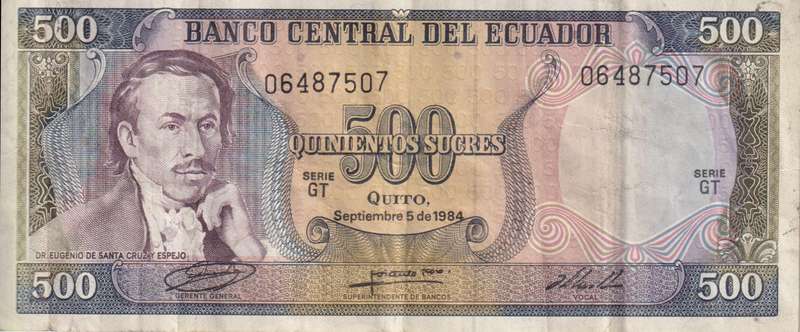 500 BANCO CENTRAL DEL ECUADOR 500
06487507 06487507
500
QUINIENTOS SUCRES
SERIE
GT
SERIE
GT
QUITO,
Septiembre 5 de 1984
DR. EUGENIO DE SANTA CRUZ Y ESPEJO
500 500
GERENTE GENERAL SUPERINTENDENTE DE BANCOS VOCAL